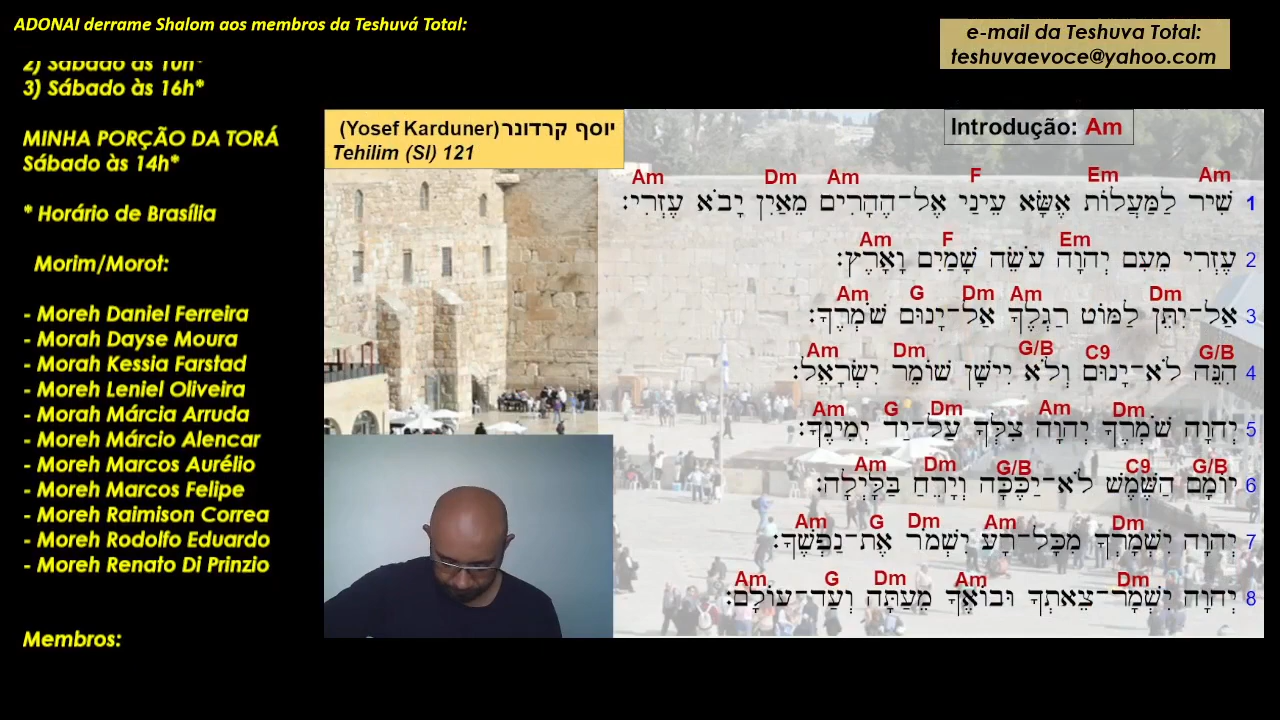 ADONAI derrame Shalom aos membros da Teshuvá Total:
e-mail da Teshuva Total:
teshuvaevoce@yahoo.com
2) Sábado às 10h*
3) Sábado às 16h*
MINHA PORÇÃO DA TORÁ
Sábado às 14h*
* Horário de Brasília
Morim/Morot:
- Moreh Daniel Ferreira
- Morah Dayse Moura
- Morah Kessia Farstad
- Moreh Leniel Oliveira
- Morah Márcia Arruda
- Moreh Márcio Alencar
- Moreh Marcos Aurélio
- Moreh Marcos Felipe
- Moreh Raimison Correa
- Moreh Rodolfo Eduardo
- Moreh Renato Di Prinzio
Membros:
(Yosef Karduner) יוסף קרדונר
Tehilim (Sl) 121
Introdução: Am
Am Dm Am F Em Am
1 שִׁיר לַמַּעֲלוֹת אֶשָּׂא עֵינַי אֶל־הֶהָרִים מֵאַיִן יָבֹא עֶזְרִי׃
Am F Em
2 עֶזְרִי מֵעִם יְהוָה עֹשֵׂה שָׁמַיִם וָאָרֶץ׃
Am G Dm Am Dm
3 אַל־יִתֵּן לַמּוֹט רַגְלֶךָ אַל־יָנוּם שֹׁמְרֶךָ׃
Am Dm G/B C9 G/B
4 הִנֵּה לֹא־יָנוּם וְלֹא יִישָׁן שׁוֹמֵר יִשְׂרָאֵל׃
Am G Dm Am Dm
5 יְהוָה שֹׁמְרֶךָ יְהוָה צִלְּךָ עַל־יַד יְמִינֶךָ׃
Am Dm G/B C9 G/B
6 יוֹמָם הַשֶּׁמֶשׁ לֹא־יַכֶּכָּה וְיָרֵחַ בַּלָּיְלָה׃
Am G Dm Am Dm
7 יְהוָה יִשְׁמָרְךָ מִכָּל־רָע יִשְׁמֹר אֶת־נַפְשֶׁךָ׃
Am G Dm Am Dm
8 יְהוָה יִשְׁמָר־צֵאתְךָ וּבוֹאֶךָ מֵעַתָּה וְעַד־עוֹלָם׃